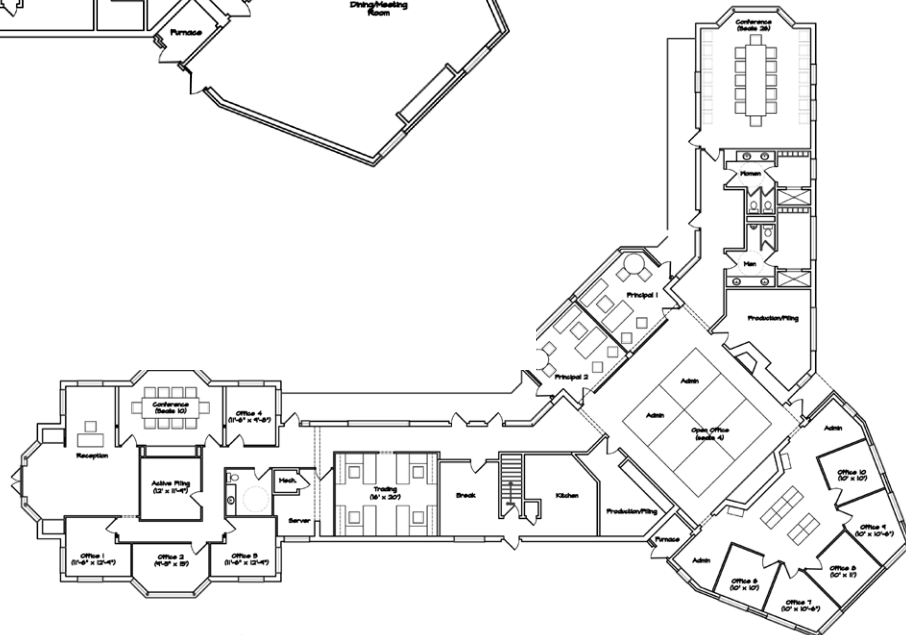 Dining/Meeting
Room
Furnace
Conference
(Seats 26)
Women
Men
Principal 1
Production/Filing
Principal 2
Admin
Admin
Open Office
(seats 4)
Conference
(Seats 10)
Office 4
(11'-6" x 9'-8")
Reception
Active Filing
(12' x 11'-9")
Mech.
Server
Trading
(16' x 20')
Break
Kitchen
Production/Filing
Furnace
Admin
Office 10
(10' x 10')
Office 9
(10' x 10'-6")
Office 8
(10' x 11')
Office 7
(10' x 10'-6")
Office 6
(10' x 10')
Admin
Office 1
(11'-6" x 12'-9")
Office 2
(9'-8" x 15')
(11'-6" x 12'-9")